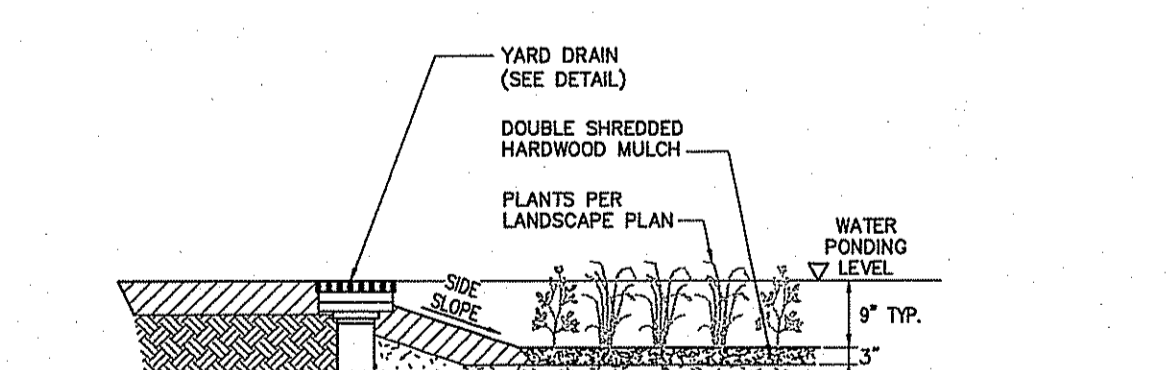 YARD DRAIN
(SEE DETAIL)
DOUBLE SHREDDED
HARDWOOD MULCH
PLANTS PER
LANDSCAPE PLAN
WATER
PONDING
LEVEL
SIDE
SLOPE
9" TYP.
3"